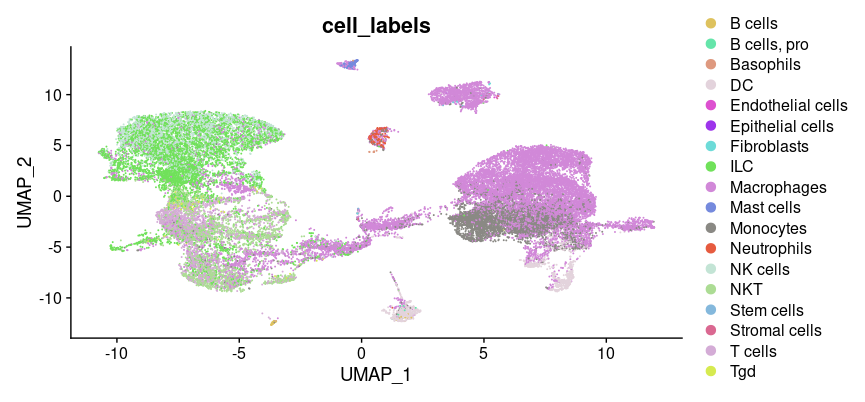 cell_labels
10
5
0
-5
-10
UMAP_2
-10
-5
0
5
10
UMAP_1
B cells
B cells, pro
Basophils
DC
Endothelial cells
Epithelial cells
Fibroblasts
ILC
Macrophages
Mast cells
Monocytes
Neutrophils
NK cells
NKT
Stem cells
Stromal cells
T cells
Tgd